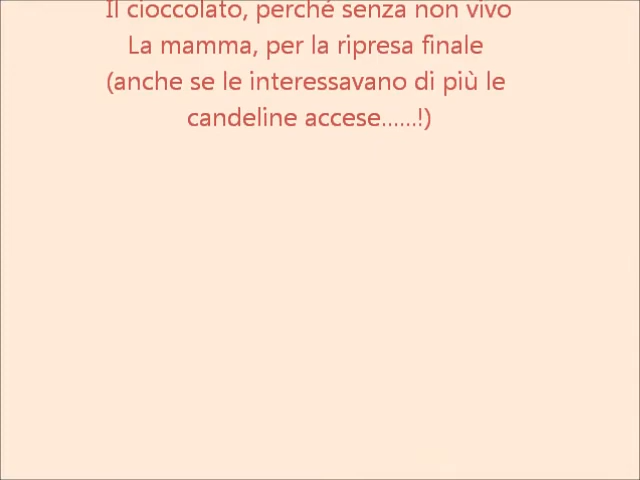 Il cioccolato, perché senza non vivo
La mamma, per la ripresa finale
(anche se le interessavano di più le
candeline accese......!)